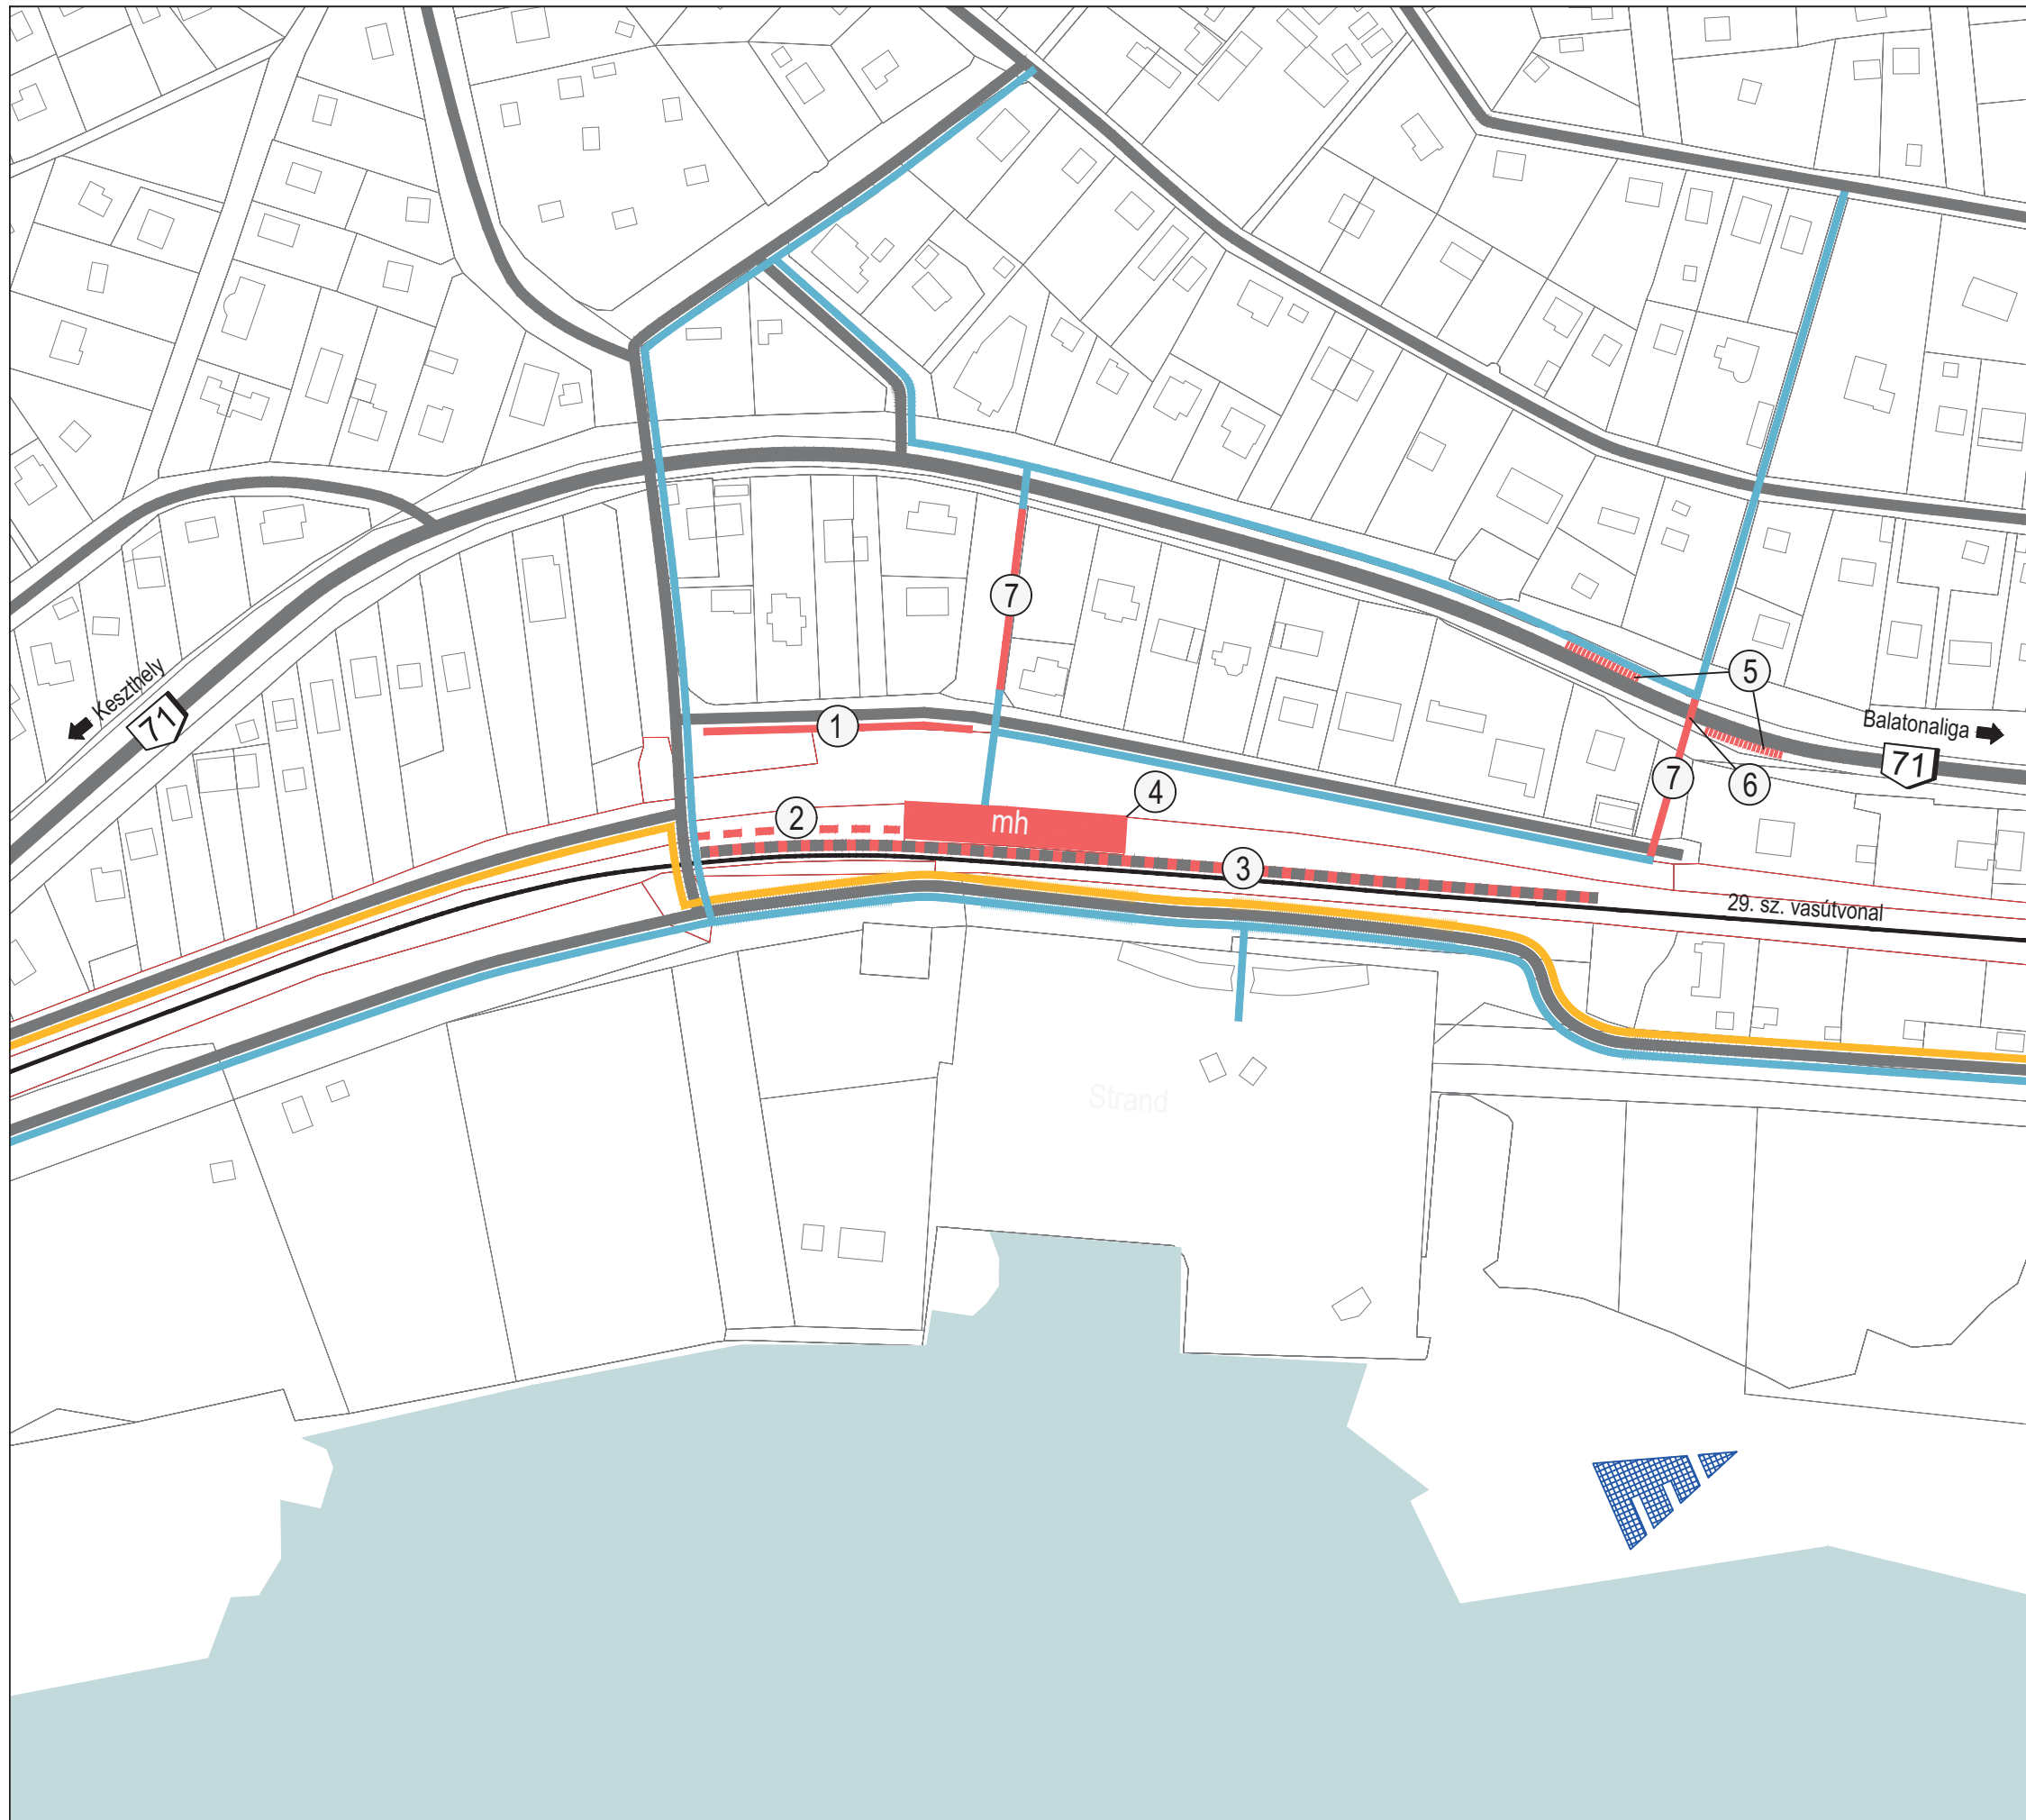 7
5
Keszthely
71
1
Balatonaliga
71
7
6
4
2
mh
3
29. sz. vasútvonal
Strand